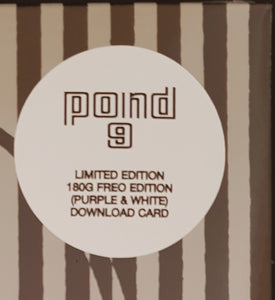 pond
9
LIMITED EDITION
180G FREO EDITION
(PURPLE & WHITE)
DOWNLOAD CARD